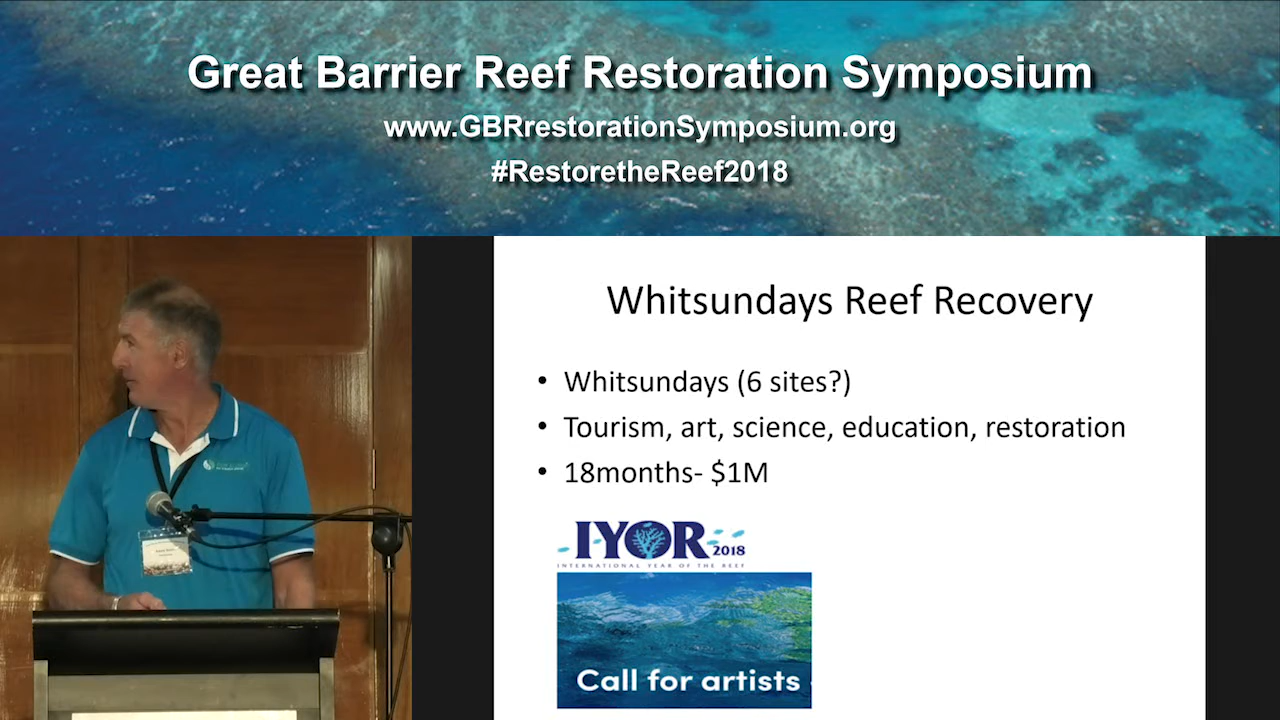 Great Barrier Reef Restoration Symposium
www.GBRrestorationSymposium.org
#RestoretheReef2018
Whitsundays Reef Recovery
• Whitsundays (6 sites?)
• Tourism, art, science, education, restoration
• 18months- $1M
IYOR 2018
INTERNATIONAL YEAR OF THE REEF
Call for artists